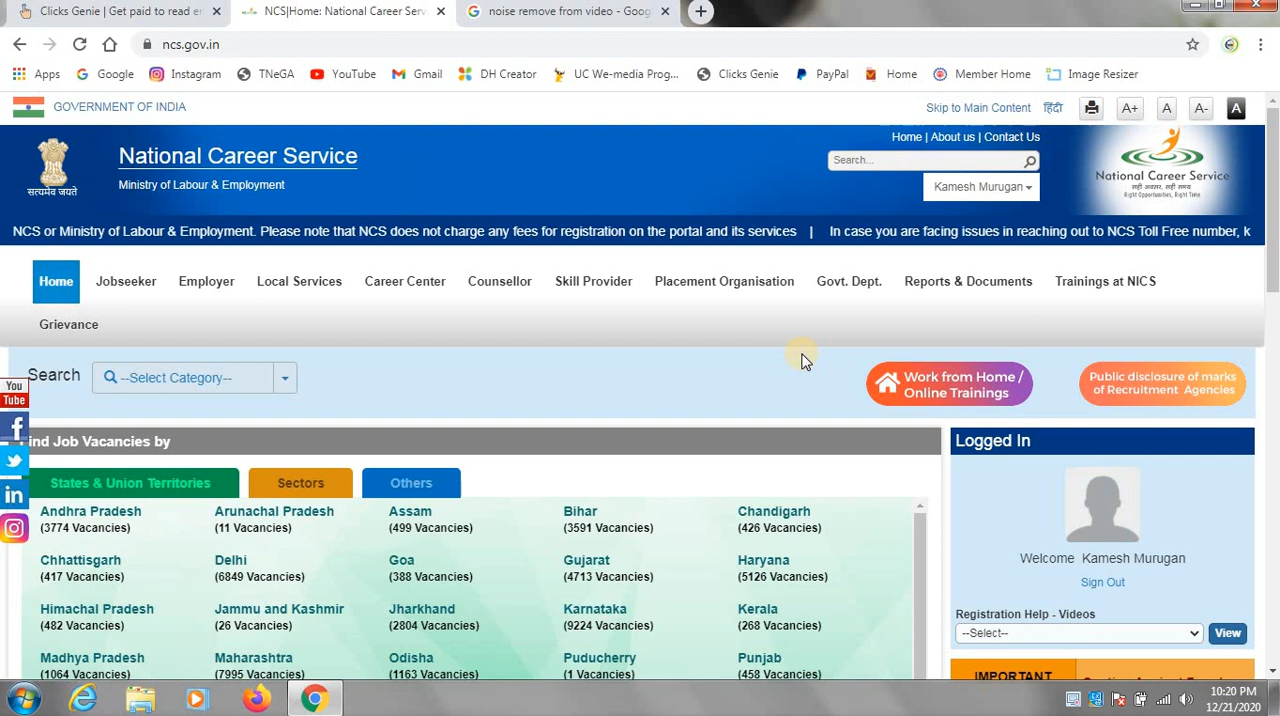 Clicks Genie | Get paid to read er
NCS|Home: National Career Serv
noise remove from video - Goog
ncs.gov.in
Apps Google Instagram TNeGA YouTube Gmail DH Creator UC We-media Prog... Clicks Genie PayPal Home Member Home Image Resizer
GOVERNMENT OF INDIA
Skip to Main Content हिंदी A+ A A- A
National Career Service
Ministry of Labour & Employment
सत्यमेव जयते
Home | About us | Contact Us
Search...
Kamesh Murugan
National Career Service
सही अवसर, सही समय
Right Opportunities, Right Time
NCS or Ministry of Labour & Employment. Please note that NCS does not charge any fees for registration on the portal and its services | In case you are facing issues in reaching out to NCS Toll Free number, k
Home Jobseeker Employer Local Services Career Center Counsellor Skill Provider Placement Organisation Govt. Dept. Reports & Documents Trainings at NICS
Grievance
Search --Select Category--
Work from Home /
Online Trainings
Public disclosure of marks
of Recruitment Agencies
You
Tube
ind Job Vacancies by
States & Union Territories Sectors Others
Andhra Pradesh Arunachal Pradesh Assam Bihar Chandigarh
(3774 Vacancies) (11 Vacancies) (499 Vacancies) (3591 Vacancies) (426 Vacancies)
Chhattisgarh Delhi Goa Gujarat Haryana
(417 Vacancies) (6849 Vacancies) (388 Vacancies) (4713 Vacancies) (5126 Vacancies)
Himachal Pradesh Jammu and Kashmir Jharkhand Karnataka Kerala
(482 Vacancies) (26 Vacancies) (2804 Vacancies) (9224 Vacancies) (268 Vacancies)
Madhya Pradesh Maharashtra Odisha Puducherry Punjab
(1064 Vacancies) (7995 Vacancies) (1163 Vacancies) (1 Vacancies) (458 Vacancies)
Logged In
Welcome Kamesh Murugan
Sign Out
Registration Help - Videos
--Select-- View
IMPORTANT
10:20 PM
12/21/2020